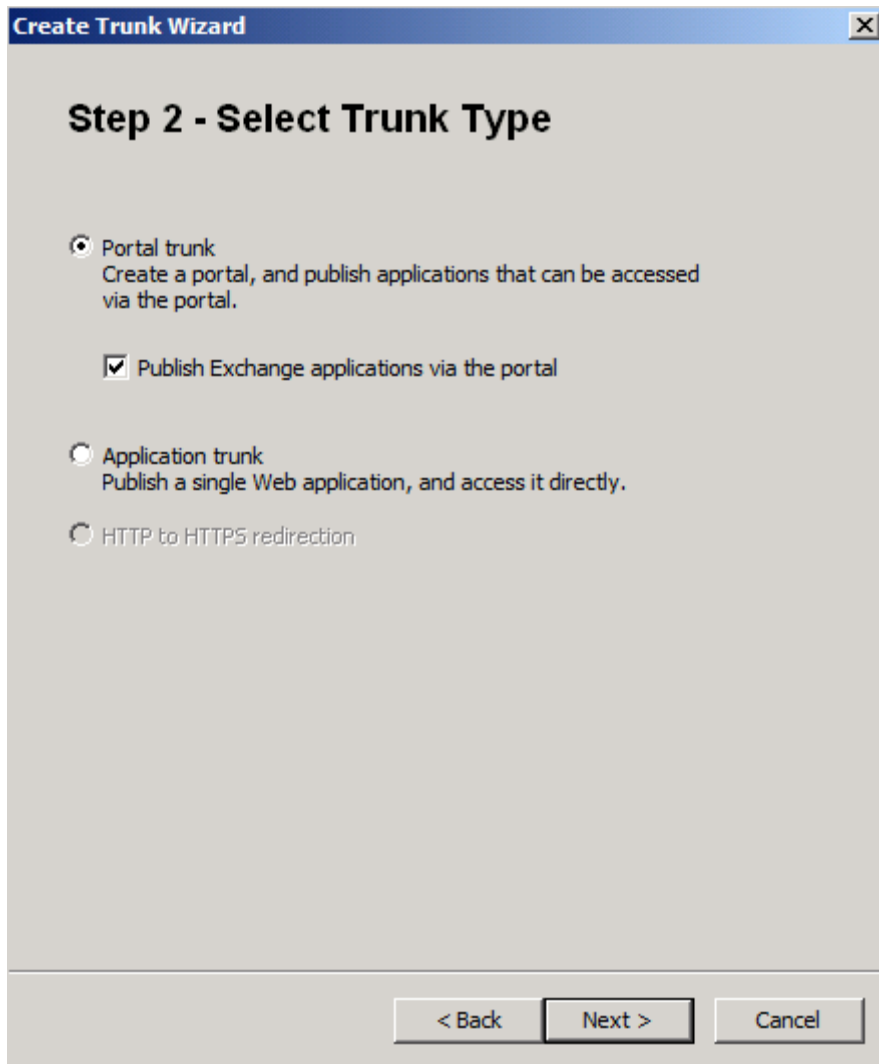 Create Trunk Wizard
Step 2 - Select Trunk Type
Portal trunk
Create a portal, and publish applications that can be accessed
via the portal.
Publish Exchange applications via the portal
Application trunk
Publish a single Web application, and access it directly.
HTTP to HTTPS redirection
< Back Next > Cancel